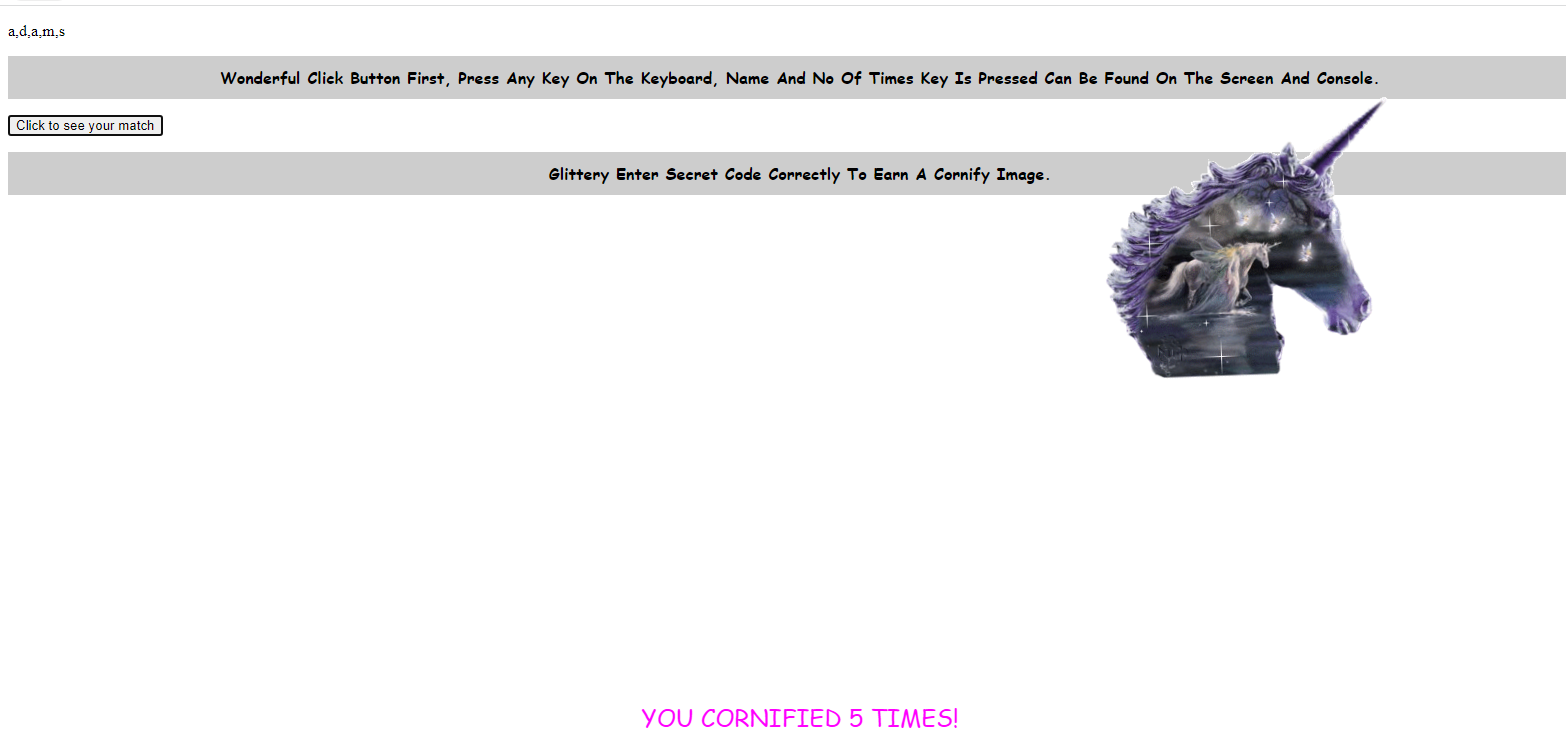 a,d,a,m,s
Wonderful Click Button First, Press Any Key On The Keyboard, Name And No Of Times Key Is Pressed Can Be Found On The Screen And Console.
Click to see your match
Glittery Enter Secret Code Correctly To Earn A Cornify Image.
YOU CORNIFIED 5 TIMES!